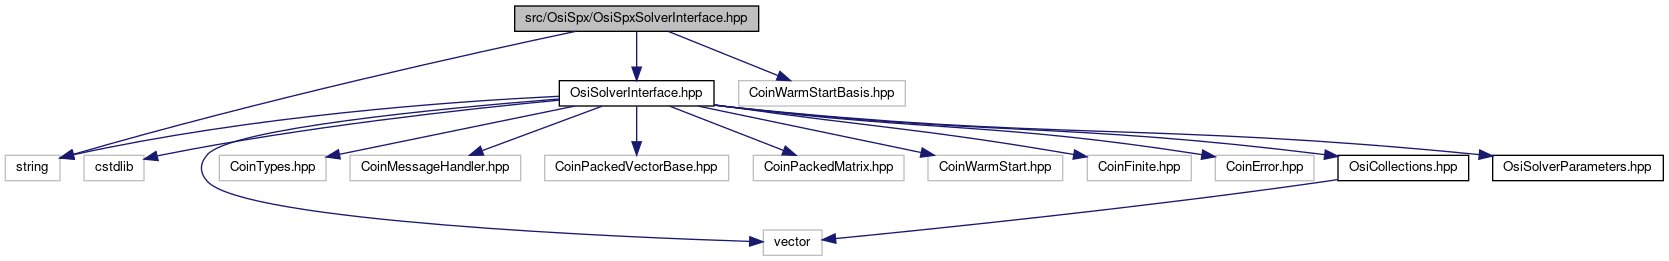 src/OsiSpx/OsiSpxSolverInterface.hpp
OsiSolverInterface.hpp
CoinWarmStartBasis.hpp
string
cstdlib
CoinTypes.hpp
CoinMessageHandler.hpp
CoinPackedVectorBase.hpp
CoinPackedMatrix.hpp
CoinWarmStart.hpp
CoinFinite.hpp
CoinError.hpp
OsiCollections.hpp
OsiSolverParameters.hpp
vector